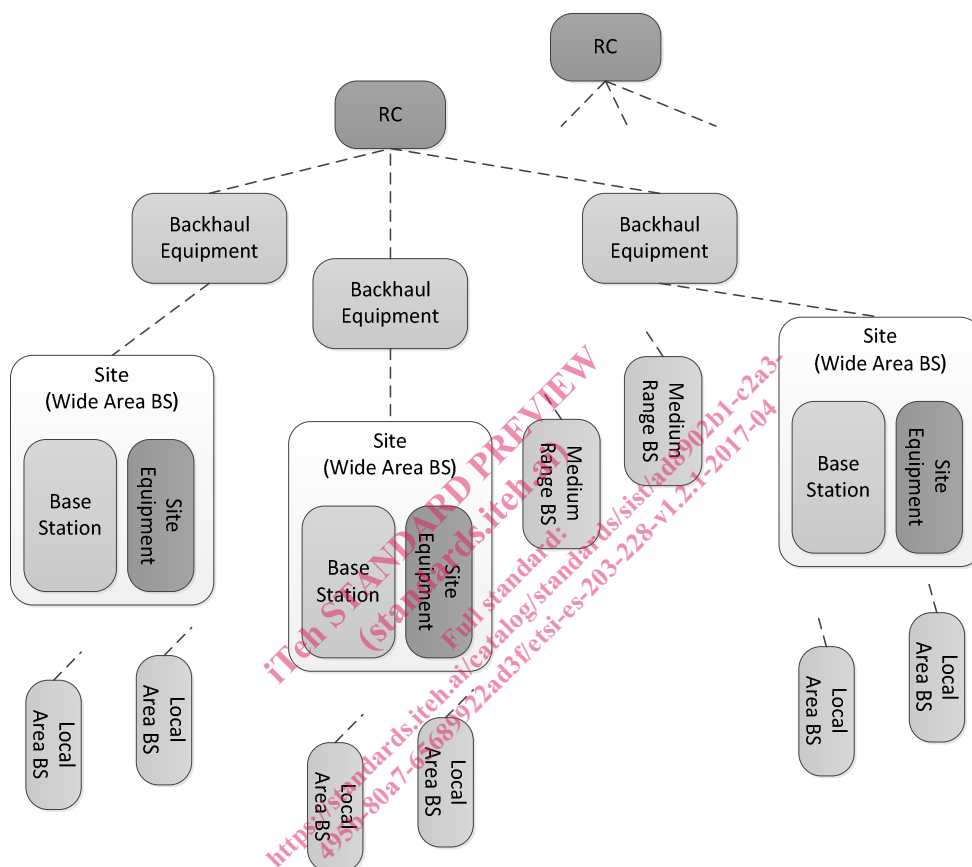 RC
RC
Backhaul
Equipment
Backhaul
Equipment
Backhaul
Equipment
Site
(Wide Area BS)
Base
Station
Site
Equipment
Site
(Wide Area BS)
Base
Station
Site
Equipment
Medium
Range BS
Medium
Range BS
Site
(Wide Area BS)
Base
Station
Site
Equipment
Local
Area BS
Local
Area BS
Local
Area BS
Local
Area BS
Local
Area BS
Local
Area BS
iTeh STANDARD PREVIEW
(standards.iteh.ai)
Full standard:
https://standards.iteh.ai/catalog/standards/sist/ad8902b1-c2a3-
495b-80a7-65689922ad3f/etsi-es-203-228-v1.2.1-2017-04